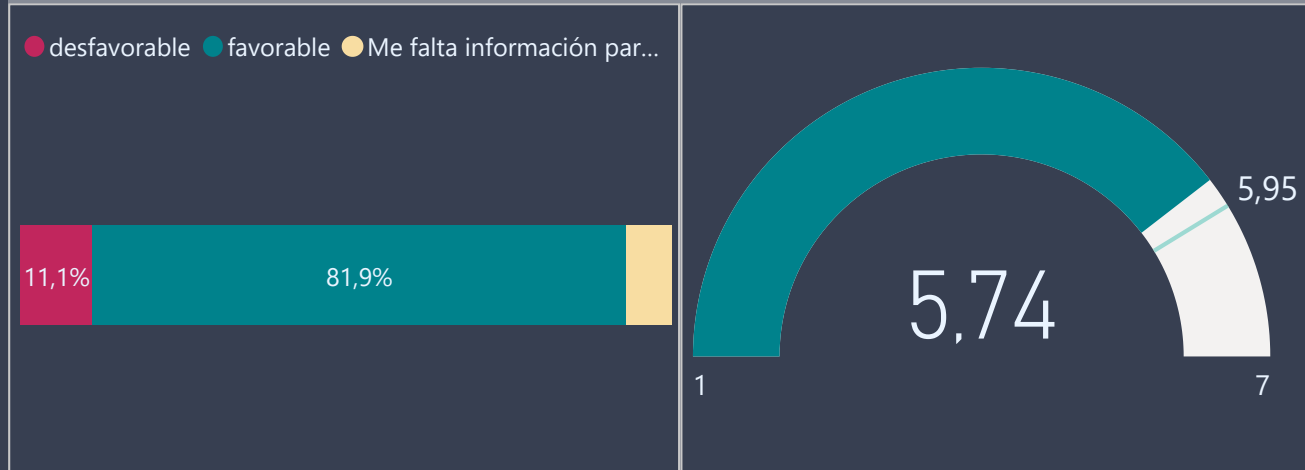 desfavorable favorable Me falta información par...
11,1% 81,9%
5,95
5,74
1 7